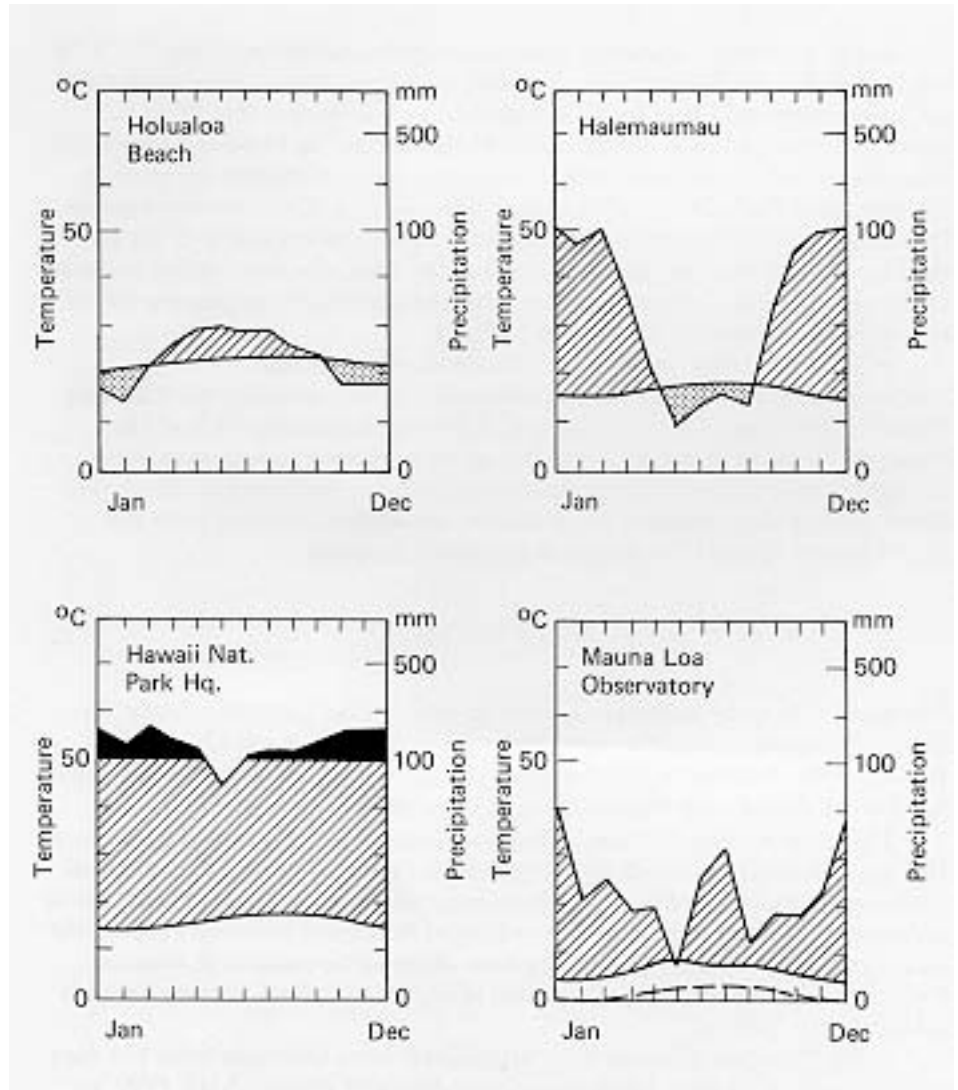 °C
mm
Holualoa
Beach
500
50
100
Temperature
Precipitation
0
0
Jan
Dec
°C
mm
Halemaumau
500
50
100
Temperature
Precipitation
0
0
Jan
Dec
°C
mm
Hawaii Nat.
Park Hq.
500
50
100
Temperature
Precipitation
0
0
Jan
Dec
°C
mm
Mauna Loa
Observatory
500
50
100
Temperature
Precipitation
0
0
Jan
Dec